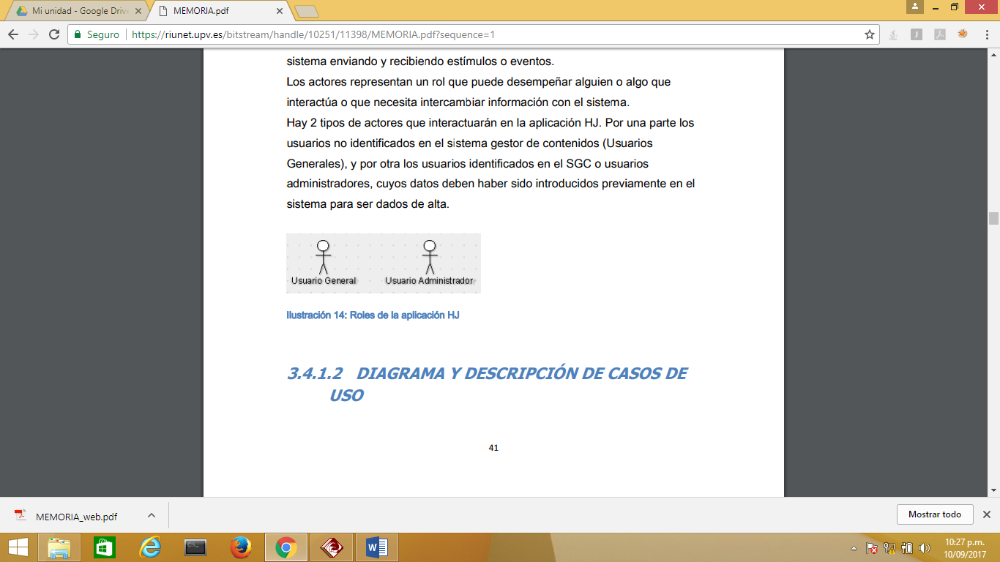 Mi unidad - Google Driv
MEMORIA.pdf
Seguro
https://riunet.upv.es/bitstream/handle/10251/11398/MEMORIA.pdf?sequence=1
sistema enviando y recibiendo estímulos o eventos.
Los actores representan un rol que puede desempeñar alguien o algo que
interactúa o que necesita intercambiar información con el sistema.
Hay 2 tipos de actores que interactuarán en la aplicación HJ. Por una parte los
usuarios no identificados en el sistema gestor de contenidos (Usuarios
Generales), y por otra los usuarios identificados en el SGC o usuarios
administradores, cuyos datos deben haber sido introducidos previamente en el
sistema para ser dados de alta.
Usuario General
Usuario Administrador
Ilustración 14: Roles de la aplicación HJ
3.4.1.2 DIAGRAMA Y DESCRIPCIÓN DE CASOS DE
USO
41
MEMORIA_web.pdf
Mostrar todo
10:27 p.m.
10/09/2017